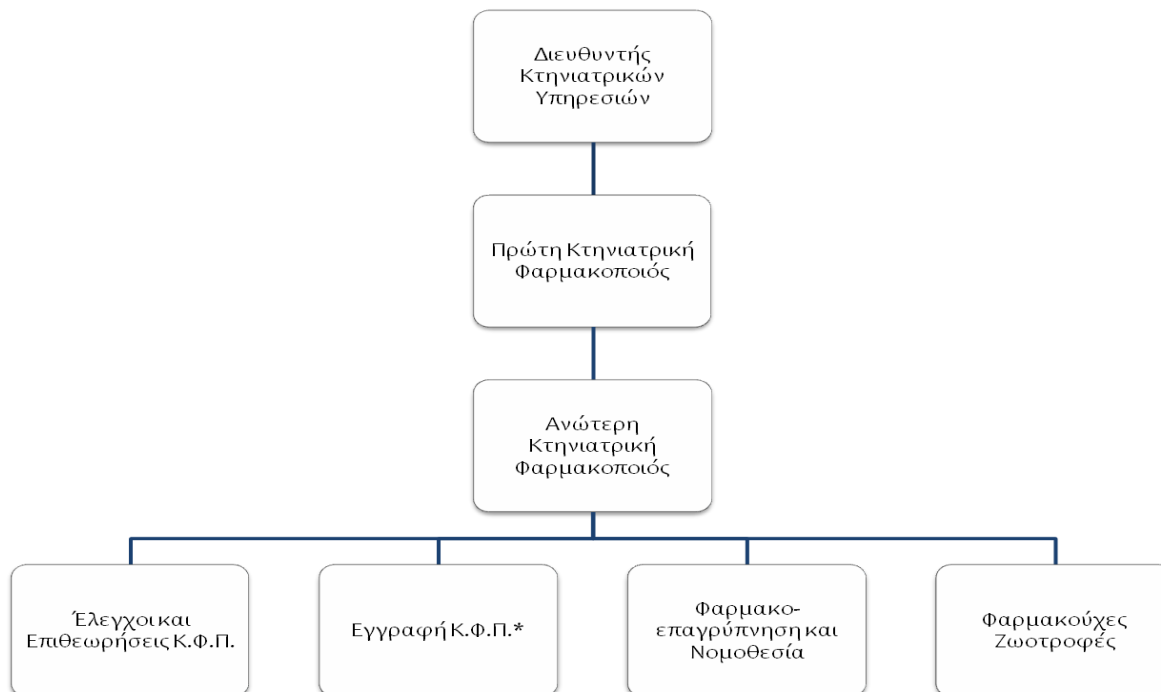 Διευθυντής
Κτηνιατρικών
Υπηρεσιών
Πρώτη Κτηνιατρική
Φαρμακοποιός
Ανώτερη
Κτηνιατρική
Φαρμακοποιός
Έλεγχοι και
Επιθεωρήσεις Κ.Φ.Π.
Εγγραφή Κ.Φ.Π.*
Φαρμακο-
επαγρύπνηση και
Νομοθεσία
Φαρμακούχες
Ζωοτροφές